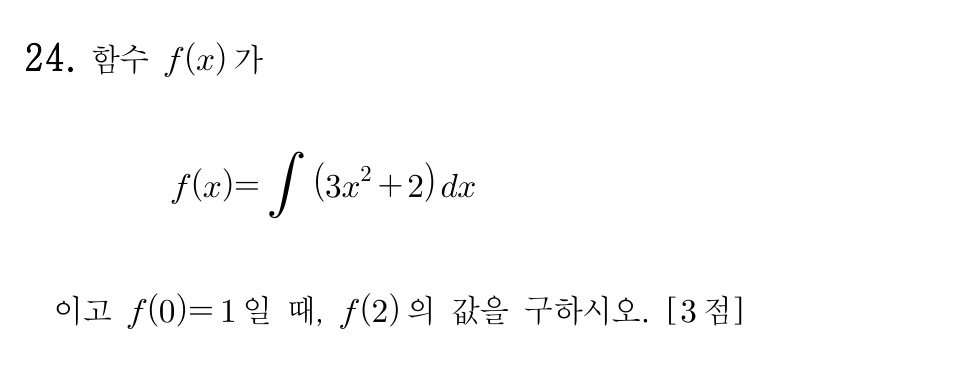 24. 함수 f(x)가
f(x)=∫(3x²+2)dx
이고 f(0)=1일 때, f(2)의 값을 구하시오. [3점]